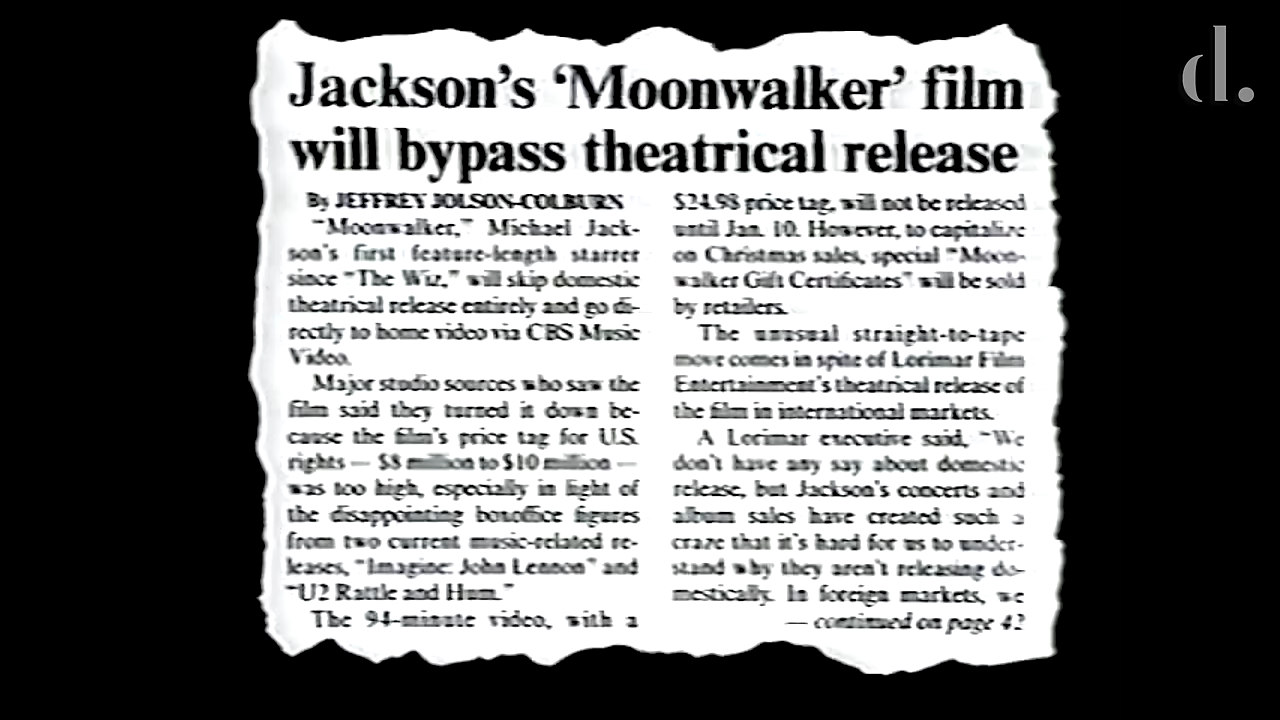 d.
Jackson's 'Moonwalker' film
will bypass theatrical release
By JEFFREY JOLSON-COLBURN
"Moonwalker," Michael Jack-
son's first feature-length starrer
since "The Wiz," will skip domestic
theatrical release entirely and go di-
rectly to home video via CBS Music
Video.
Major studio sources who saw the
film said they turned it down be-
cause the film's price tag for U.S.
rights — $8 million to $10 million —
was too high, especially in light of
the disappointing boxoffice figures
from two current music-related re-
leases, "Imagine: John Lennon" and
"U2 Rattle and Hum."
The 94-minute video, with a
$24.98 price tag, will not be released
until Jan. 10. However, to capitalize
on Christmas sales, special "Moon-
walker Gift Certificates" will be sold
by retailers.
The unusual straight-to-tape
move comes in spite of Lorimar Film
Entertainment's theatrical release of
the film in international markets.
A Lorimar executive said, "We
don't have any say about domestic
release, but Jackson's concerts and
album sales have created such a
craze that it's hard for us to under-
stand why they aren't releasing do-
mestically. In foreign markets, we
— continued on page 42